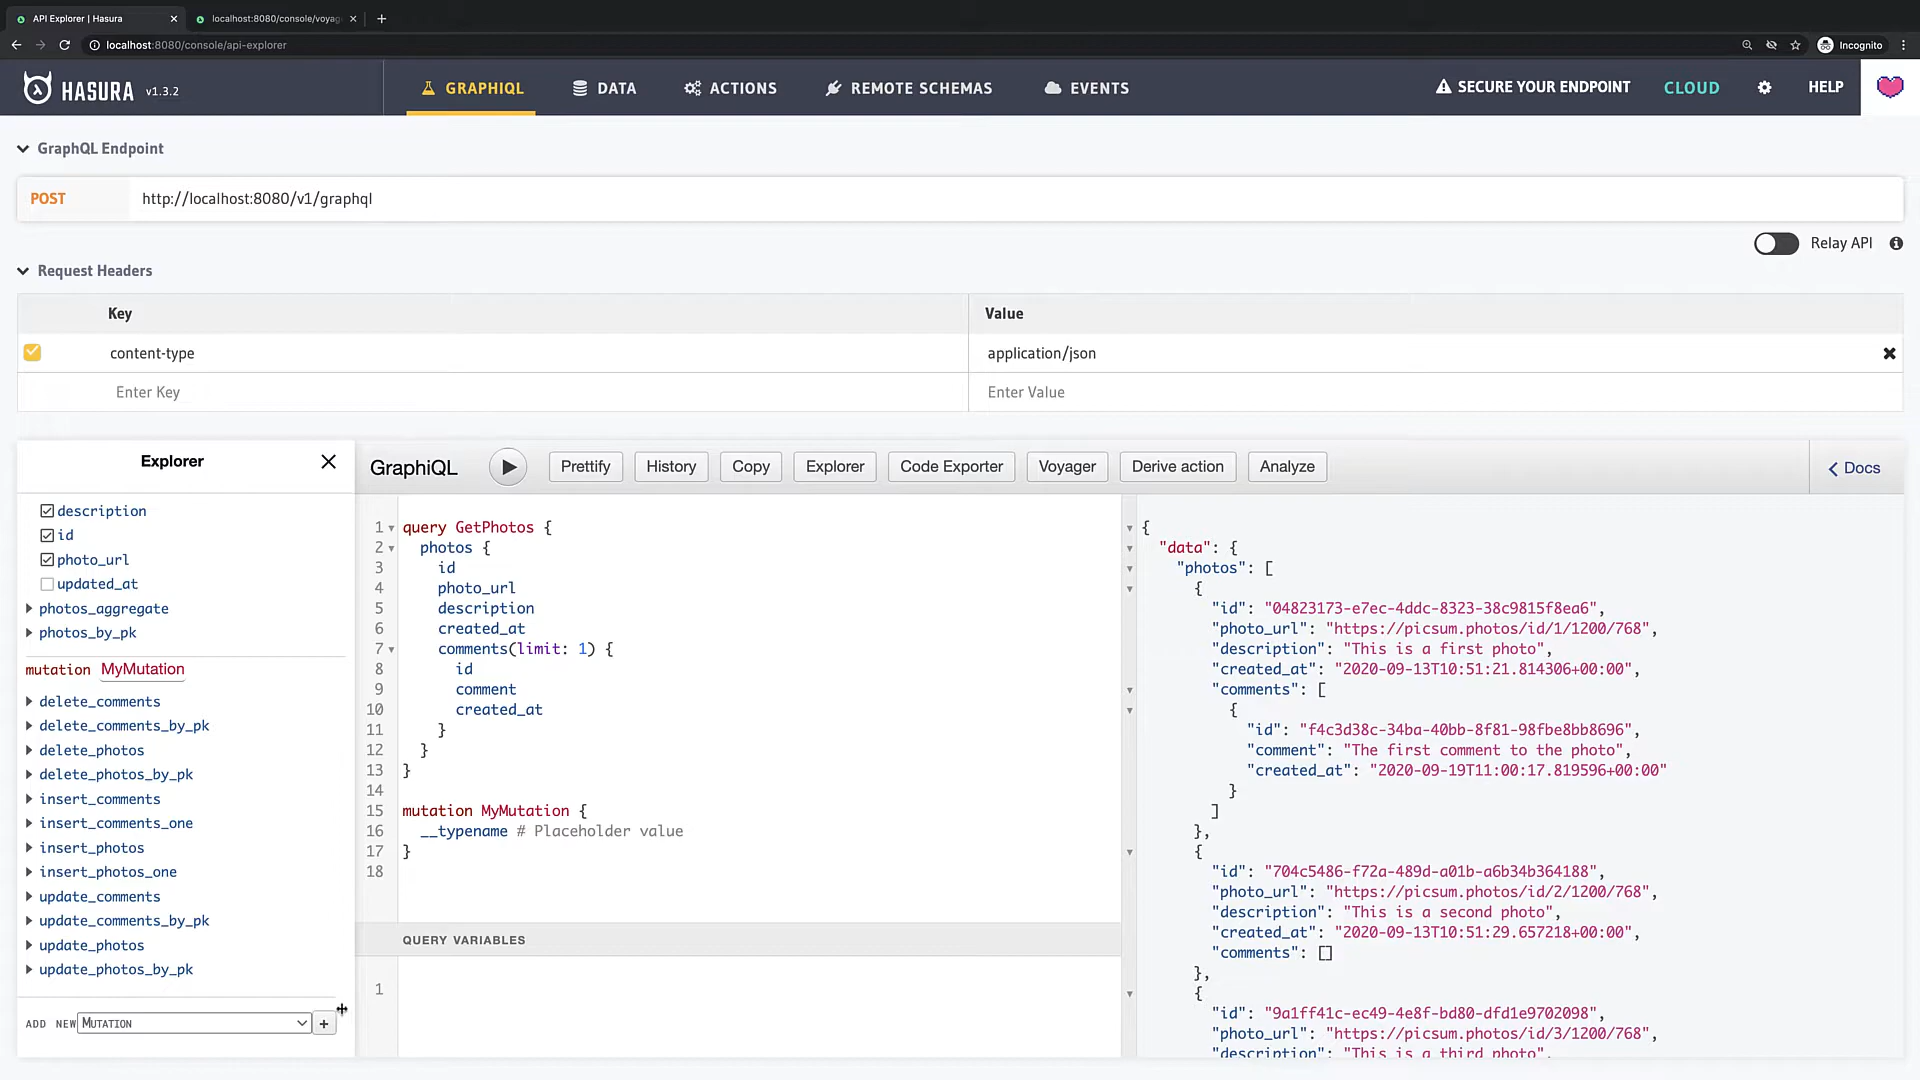 API Explorer | Hasura
localhost:8080/console/voyag
localhost:8080/console/api-explorer
Incognito
HASURA v1.3.2
GRAPHIQL
DATA
ACTIONS
REMOTE SCHEMAS
EVENTS
SECURE YOUR ENDPOINT
CLOUD
HELP
GraphQL Endpoint
POST http://localhost:8080/v1/graphql
Relay API
Request Headers
Key Value
content-type application/json
Enter Key Enter Value
Explorer
GraphiQL
Prettify
History
Copy
Explorer
Code Exporter
Voyager
Derive action
Analyze
Docs
description
id
photo_url
updated_at
photos_aggregate
photos_by_pk
mutation MyMutation
delete_comments
delete_comments_by_pk
delete_photos
delete_photos_by_pk
insert_comments
insert_comments_one
insert_photos
insert_photos_one
update_comments
update_comments_by_pk
update_photos
update_photos_by_pk
ADD NEW MUTATION +
1 query GetPhotos {
2 photos {
3 id
4 photo_url
5 description
6 created_at
7 comments(limit: 1) {
8 id
9 comment
10 created_at
11 }
12 }
13 }
14
15 mutation MyMutation {
16 __typename # Placeholder value
17 }
18
QUERY VARIABLES
1
{
"data": {
"photos": [
{
"id": "04823173-e7ec-4ddc-8323-38c9815f8ea6",
"photo_url": "https://picsum.photos/id/1/1200/768",
"description": "This is a first photo",
"created_at": "2020-09-13T10:51:21.814306+00:00",
"comments": [
{
"id": "f4c3d38c-34ba-40bb-8f81-98fbe8bb8696",
"comment": "The first comment to the photo",
"created_at": "2020-09-19T11:00:17.819596+00:00"
}
]
},
{
"id": "704c5486-f72a-489d-a01b-a6b34b364188",
"photo_url": "https://picsum.photos/id/2/1200/768",
"description": "This is a second photo",
"created_at": "2020-09-13T10:51:29.657218+00:00",
"comments": []
},
{
"id": "9a1ff41c-ec49-4e8f-bd80-dfd1e9702098",
"photo_url": "https://picsum.photos/id/3/1200/768",
"description": "This is a third photo",